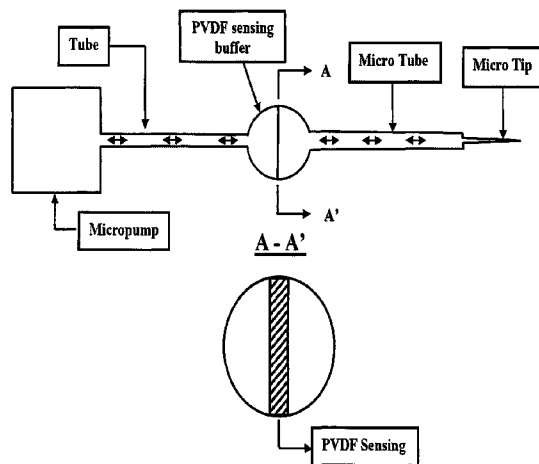 PVDF sensing
buffer
Tube
Micro Tube
Micro Tip
A
A'
Micropump
A - A'
PVDF Sensing